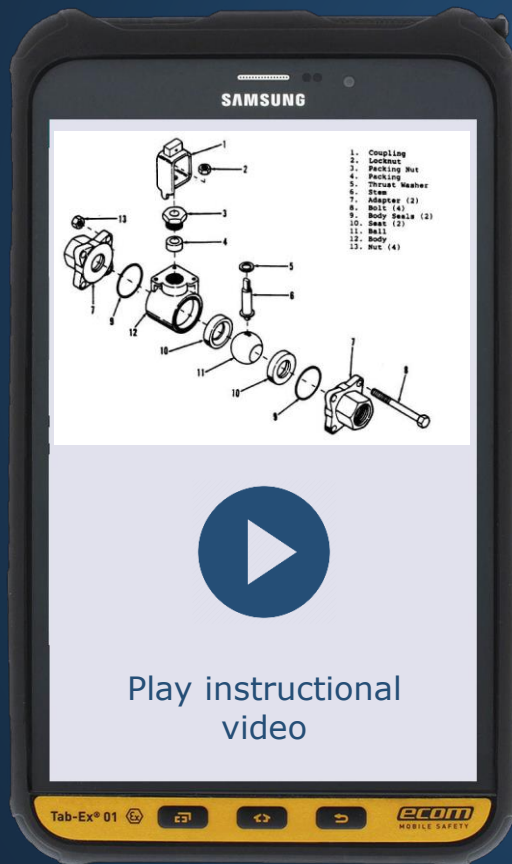 SAMSUNG
1. Coupling
2. Locknut
3. Packing Nut
4. Packing
5. Thrust Washer
6. Stem
7. Adapter (2)
8. Bolt (4)
9. Body Seals (2)
10. Seat (2)
11. Ball
12. Body
13. Nut (4)
1
2
13
3
4
5
6
7
9
12
10
11
10
9
7
8
Play instructional
video
Tab-Ex® 01 Ex
ecom
MOBILE SAFETY